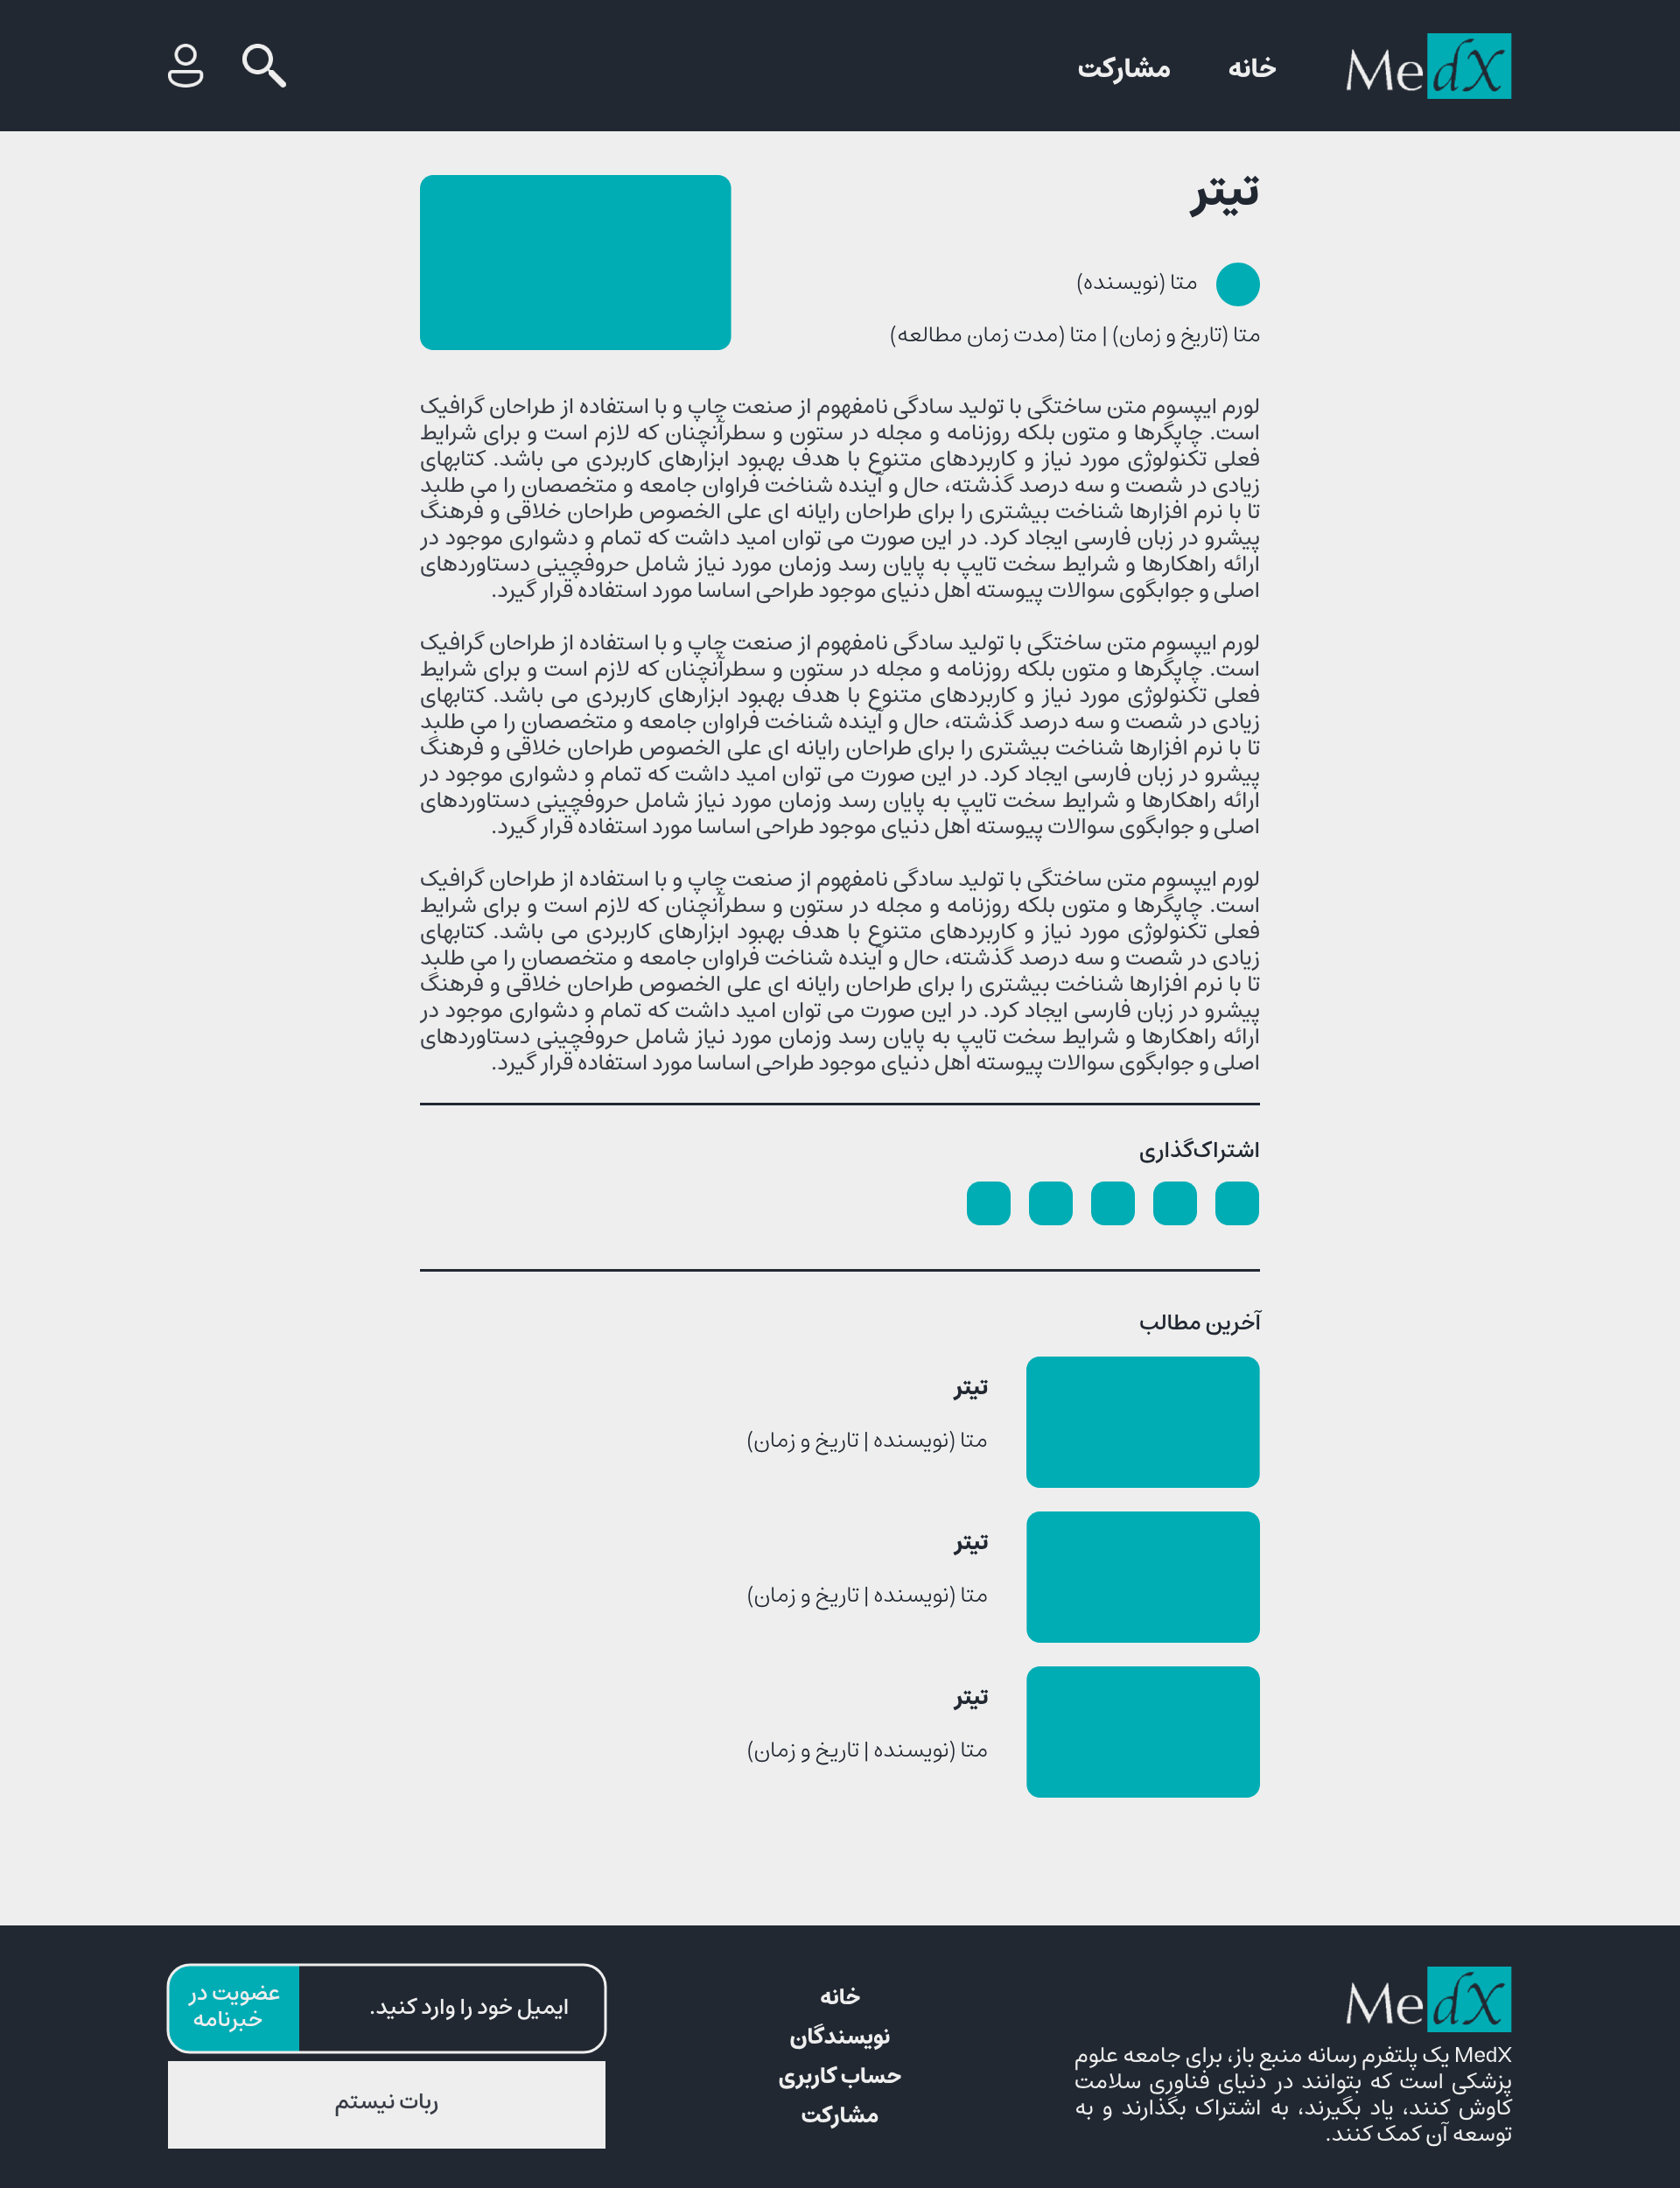 MedX
خانه
مشارکت
تیتر
متا (نویسنده)
متا (تاریخ و زمان) | متا (مدت زمان مطالعه)
لورم ایپسوم متن ساختگی با تولید سادگی نامفهوم از صنعت چاپ و با استفاده از طراحان گرافیک
است. چاپگرها و متون بلکه روزنامه و مجله در ستون و سطرآنچنان که لازم است و برای شرایط
فعلی تکنولوژی مورد نیاز و کاربردهای متنوع با هدف بهبود ابزارهای کاربردی می باشد. کتابهای
زیادی در شصت و سه درصد گذشته، حال و آینده شناخت فراوان جامعه و متخصصان را می طلبد
تا با نرم افزارها شناخت بیشتری را برای طراحان رایانه ای علی الخصوص طراحان خلاقی و فرهنگ
پیشرو در زبان فارسی ایجاد کرد. در این صورت می توان امید داشت که تمام و دشواری موجود در
ارائه راهکارها و شرایط سخت تایپ به پایان رسد وزمان مورد نیاز شامل حروفچینی دستاوردهای
اصلی و جوابگوی سوالات پیوسته اهل دنیای موجود طراحی اساسا مورد استفاده قرار گیرد.
لورم ایپسوم متن ساختگی با تولید سادگی نامفهوم از صنعت چاپ و با استفاده از طراحان گرافیک
است. چاپگرها و متون بلکه روزنامه و مجله در ستون و سطرآنچنان که لازم است و برای شرایط
فعلی تکنولوژی مورد نیاز و کاربردهای متنوع با هدف بهبود ابزارهای کاربردی می باشد. کتابهای
زیادی در شصت و سه درصد گذشته، حال و آینده شناخت فراوان جامعه و متخصصان را می طلبد
تا با نرم افزارها شناخت بیشتری را برای طراحان رایانه ای علی الخصوص طراحان خلاقی و فرهنگ
پیشرو در زبان فارسی ایجاد کرد. در این صورت می توان امید داشت که تمام و دشواری موجود در
ارائه راهکارها و شرایط سخت تایپ به پایان رسد وزمان مورد نیاز شامل حروفچینی دستاوردهای
اصلی و جوابگوی سوالات پیوسته اهل دنیای موجود طراحی اساسا مورد استفاده قرار گیرد.
لورم ایپسوم متن ساختگی با تولید سادگی نامفهوم از صنعت چاپ و با استفاده از طراحان گرافیک
است. چاپگرها و متون بلکه روزنامه و مجله در ستون و سطرآنچنان که لازم است و برای شرایط
فعلی تکنولوژی مورد نیاز و کاربردهای متنوع با هدف بهبود ابزارهای کاربردی می باشد. کتابهای
زیادی در شصت و سه درصد گذشته، حال و آینده شناخت فراوان جامعه و متخصصان را می طلبد
تا با نرم افزارها شناخت بیشتری را برای طراحان رایانه ای علی الخصوص طراحان خلاقی و فرهنگ
پیشرو در زبان فارسی ایجاد کرد. در این صورت می توان امید داشت که تمام و دشواری موجود در
ارائه راهکارها و شرایط سخت تایپ به پایان رسد وزمان مورد نیاز شامل حروفچینی دستاوردهای
اصلی و جوابگوی سوالات پیوسته اهل دنیای موجود طراحی اساسا مورد استفاده قرار گیرد.
اشتراک‌گذاری
آخرین مطالب
تیتر
متا (نویسنده | تاریخ و زمان)
تیتر
متا (نویسنده | تاریخ و زمان)
تیتر
متا (نویسنده | تاریخ و زمان)
MedX
MedX یک پلتفرم رسانه منبع باز، برای جامعه علوم
پزشکی است که بتوانند در دنیای فناوری سلامت
کاوش کنند، یاد بگیرند، به اشتراک بگذارند و به
توسعه آن کمک کنند.
خانه
نویسندگان
حساب کاربری
مشارکت
ایمیل خود را وارد کنید.
عضویت در
خبرنامه
ربات نیستم